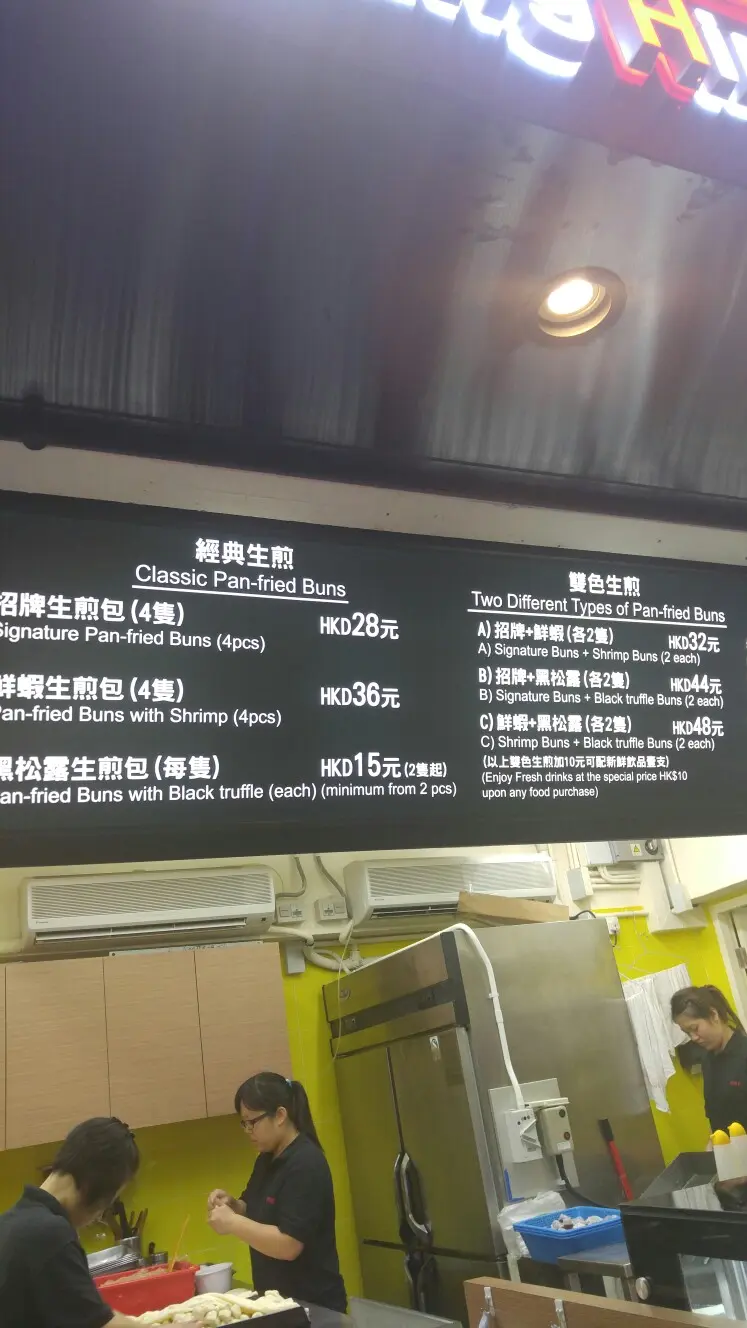 Hi
經典生煎
Classic Pan-fried Buns
招牌生煎包 (4隻) HKD28元
Signature Pan-fried Buns (4pcs)
鮮蝦生煎包 (4隻) HKD36元
Pan-fried Buns with Shrimp (4pcs)
黑松露生煎包 (每隻) HKD15元 (2隻起)
Pan-fried Buns with Black truffle (each) (minimum from 2 pcs)
雙色生煎
Two Different Types of Pan-fried Buns
A) 招牌+鮮蝦 (各2隻) HKD32元
A) Signature Buns + Shrimp Buns (2 each)
B) 招牌+黑松露 (各2隻) HKD44元
B) Signature Buns + Black truffle Buns (2 each)
C) 鮮蝦+黑松露 (各2隻) HKD48元
C) Shrimp Buns + Black truffle Buns (2 each)
(以上雙色生煎加10元可配新鮮飲品壹支)
(Enjoy Fresh drinks at the special price HK$10
upon any food purchase)